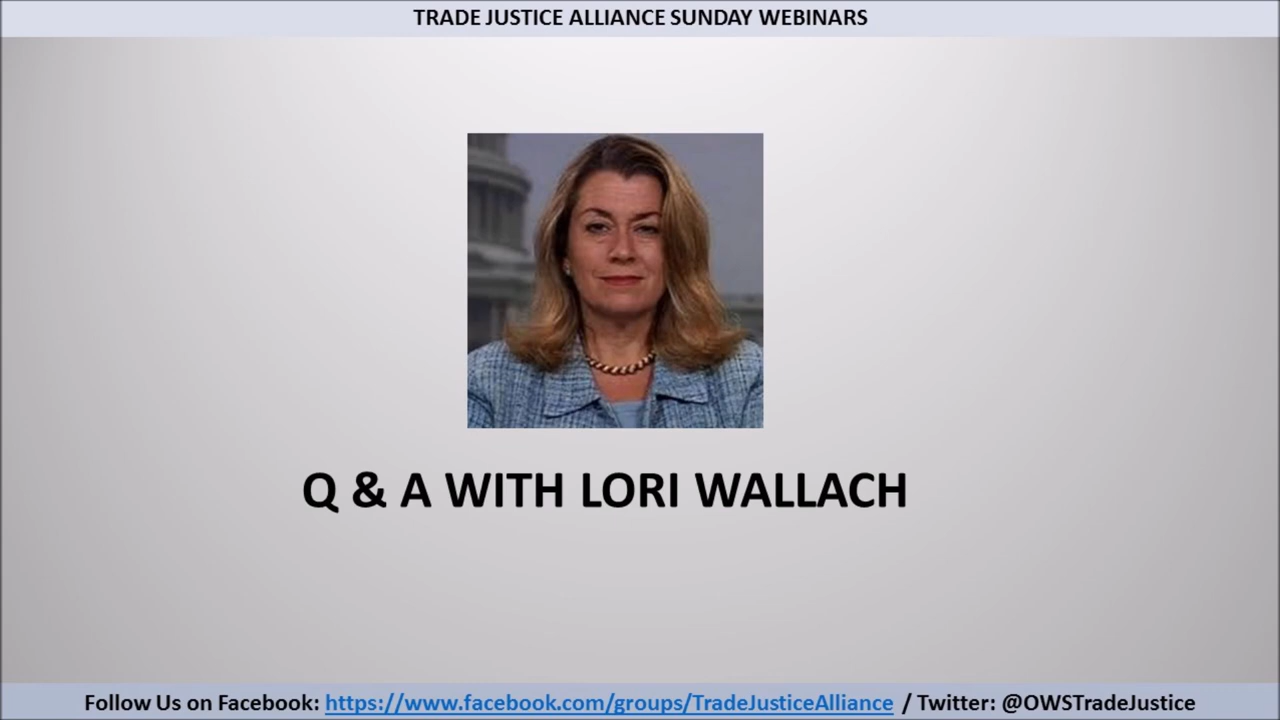 TRADE JUSTICE ALLIANCE SUNDAY WEBINARS
Q & A WITH LORI WALLACH
Follow Us on Facebook: https://www.facebook.com/groups/TradeJusticeAlliance / Twitter: @OWSTradeJustice